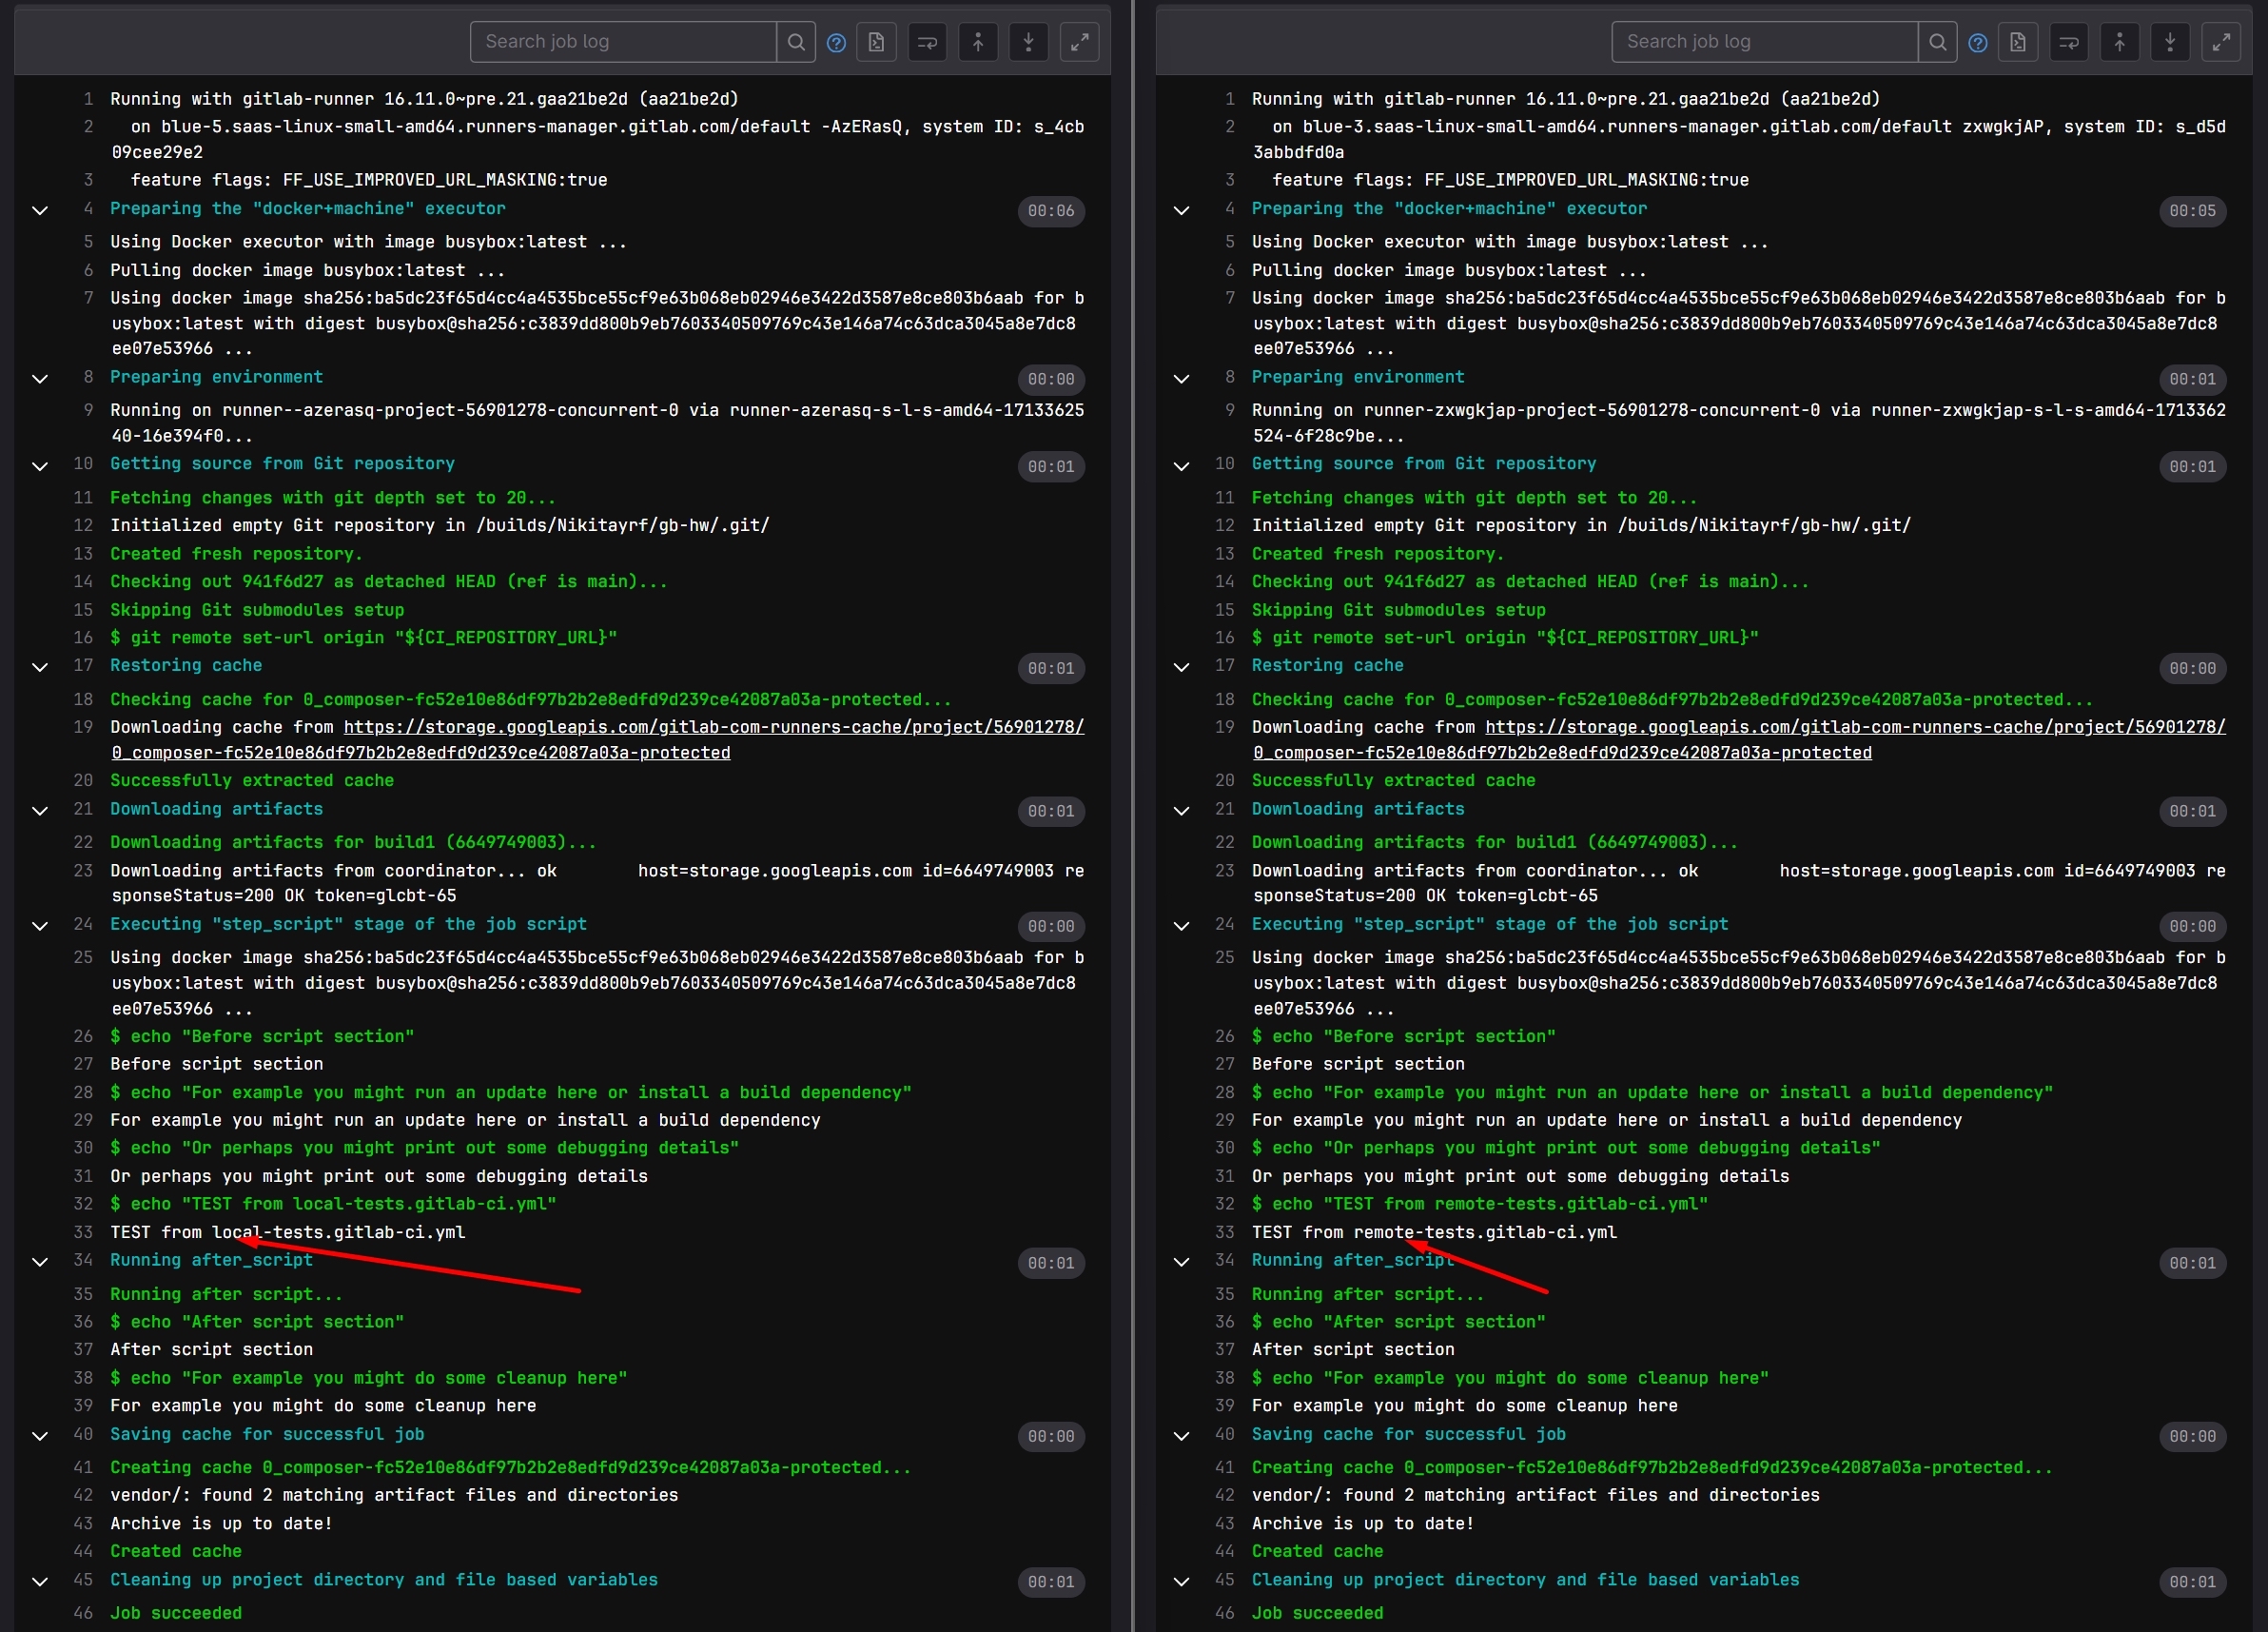 Search job log
1 Running with gitlab-runner 16.11.0~pre.21.gaa21be2d (aa21be2d)
2 on blue-5.saas-linux-small-amd64.runners-manager.gitlab.com/default -AzERasQ, system ID: s_4cb
09cee29e2
3 feature flags: FF_USE_IMPROVED_URL_MASKING:true
4 Preparing the "docker+machine" executor 00:06
5 Using Docker executor with image busybox:latest ...
6 Pulling docker image busybox:latest ...
7 Using docker image sha256:ba5dc23f65d4cc4a4535bce55cf9e63b068eb02946e3422d3587e8ce803b6aab for b
usybox:latest with digest busybox@sha256:c3839dd800b9eb7603340509769c43e146a74c63dca3045a8e7dc8
ee07e53966 ...
8 Preparing environment 00:00
9 Running on runner--azerasq-project-56901278-concurrent-0 via runner-azerasq-s-l-s-amd64-17133625
40-16e394f0...
10 Getting source from Git repository 00:01
11 Fetching changes with git depth set to 20...
12 Initialized empty Git repository in /builds/Nikitayrf/gb-hw/.git/
13 Created fresh repository.
14 Checking out 941f6d27 as detached HEAD (ref is main)...
15 Skipping Git submodules setup
16 $ git remote set-url origin "${CI_REPOSITORY_URL}"
17 Restoring cache 00:01
18 Checking cache for 0_composer-fc52e10e86df97b2b2e8edfd9d239ce42087a03a-protected...
19 Downloading cache from https://storage.googleapis.com/gitlab-com-runners-cache/project/56901278/
0_composer-fc52e10e86df97b2b2e8edfd9d239ce42087a03a-protected
20 Successfully extracted cache
21 Downloading artifacts 00:01
22 Downloading artifacts for build1 (6649749003)...
23 Downloading artifacts from coordinator... ok host=storage.googleapis.com id=6649749003 re
sponseStatus=200 OK token=glcbt-65
24 Executing "step_script" stage of the job script 00:00
25 Using docker image sha256:ba5dc23f65d4cc4a4535bce55cf9e63b068eb02946e3422d3587e8ce803b6aab for b
usybox:latest with digest busybox@sha256:c3839dd800b9eb7603340509769c43e146a74c63dca3045a8e7dc8
ee07e53966 ...
26 $ echo "Before script section"
27 Before script section
28 $ echo "For example you might run an update here or install a build dependency"
29 For example you might run an update here or install a build dependency
30 $ echo "Or perhaps you might print out some debugging details"
31 Or perhaps you might print out some debugging details
32 $ echo "TEST from local-tests.gitlab-ci.yml"
33 TEST from local-tests.gitlab-ci.yml
34 Running after_script 00:01
35 Running after script...
36 $ echo "After script section"
37 After script section
38 $ echo "For example you might do some cleanup here"
39 For example you might do some cleanup here
40 Saving cache for successful job 00:00
41 Creating cache 0_composer-fc52e10e86df97b2b2e8edfd9d239ce42087a03a-protected...
42 vendor/: found 2 matching artifact files and directories
43 Archive is up to date!
44 Created cache
45 Cleaning up project directory and file based variables 00:01
46 Job succeeded
Search job log
1 Running with gitlab-runner 16.11.0~pre.21.gaa21be2d (aa21be2d)
2 on blue-3.saas-linux-small-amd64.runners-manager.gitlab.com/default zxwgkjAP, system ID: s_d5d
3abbdfd0a
3 feature flags: FF_USE_IMPROVED_URL_MASKING:true
4 Preparing the "docker+machine" executor 00:05
5 Using Docker executor with image busybox:latest ...
6 Pulling docker image busybox:latest ...
7 Using docker image sha256:ba5dc23f65d4cc4a4535bce55cf9e63b068eb02946e3422d3587e8ce803b6aab for b
usybox:latest with digest busybox@sha256:c3839dd800b9eb7603340509769c43e146a74c63dca3045a8e7dc8
ee07e53966 ...
8 Preparing environment 00:01
9 Running on runner-zxwgkjap-project-56901278-concurrent-0 via runner-zxwgkjap-s-l-s-amd64-1713362
524-6f28c9be...
10 Getting source from Git repository 00:01
11 Fetching changes with git depth set to 20...
12 Initialized empty Git repository in /builds/Nikitayrf/gb-hw/.git/
13 Created fresh repository.
14 Checking out 941f6d27 as detached HEAD (ref is main)...
15 Skipping Git submodules setup
16 $ git remote set-url origin "${CI_REPOSITORY_URL}"
17 Restoring cache 00:00
18 Checking cache for 0_composer-fc52e10e86df97b2b2e8edfd9d239ce42087a03a-protected...
19 Downloading cache from https://storage.googleapis.com/gitlab-com-runners-cache/project/56901278/
0_composer-fc52e10e86df97b2b2e8edfd9d239ce42087a03a-protected
20 Successfully extracted cache
21 Downloading artifacts 00:01
22 Downloading artifacts for build1 (6649749003)...
23 Downloading artifacts from coordinator... ok host=storage.googleapis.com id=6649749003 re
sponseStatus=200 OK token=glcbt-65
24 Executing "step_script" stage of the job script 00:00
25 Using docker image sha256:ba5dc23f65d4cc4a4535bce55cf9e63b068eb02946e3422d3587e8ce803b6aab for b
usybox:latest with digest busybox@sha256:c3839dd800b9eb7603340509769c43e146a74c63dca3045a8e7dc8
ee07e53966 ...
26 $ echo "Before script section"
27 Before script section
28 $ echo "For example you might run an update here or install a build dependency"
29 For example you might run an update here or install a build dependency
30 $ echo "Or perhaps you might print out some debugging details"
31 Or perhaps you might print out some debugging details
32 $ echo "TEST from remote-tests.gitlab-ci.yml"
33 TEST from remote-tests.gitlab-ci.yml
34 Running after_script 00:01
35 Running after script...
36 $ echo "After script section"
37 After script section
38 $ echo "For example you might do some cleanup here"
39 For example you might do some cleanup here
40 Saving cache for successful job 00:00
41 Creating cache 0_composer-fc52e10e86df97b2b2e8edfd9d239ce42087a03a-protected...
42 vendor/: found 2 matching artifact files and directories
43 Archive is up to date!
44 Created cache
45 Cleaning up project directory and file based variables 00:01
46 Job succeeded